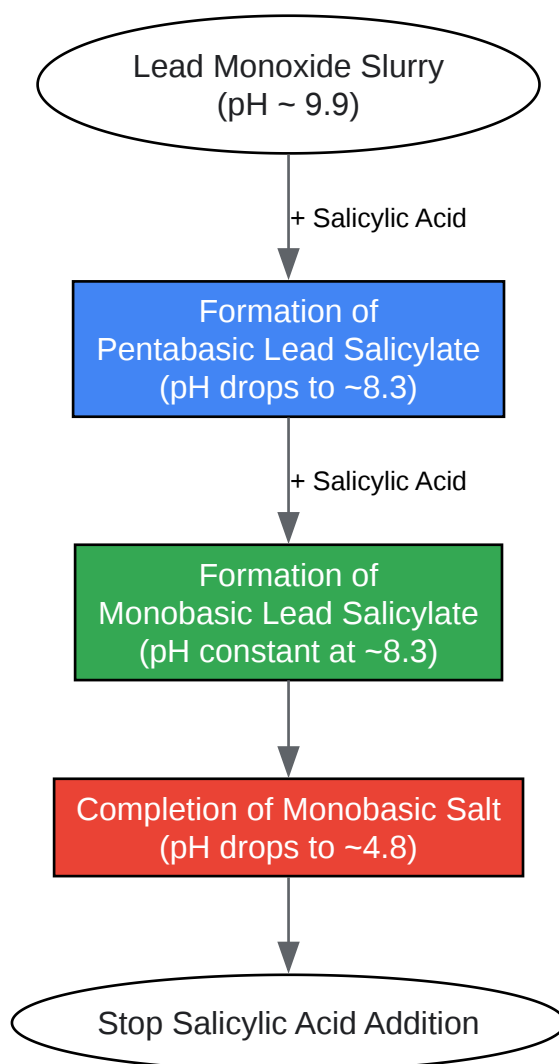 Lead Monoxide Slurry
(pH ~ 9.9)
+ Salicylic Acid
Formation of
Pentabasic Lead Salicylate
(pH drops to ~8.3)
+ Salicylic Acid
Formation of
Monobasic Lead Salicylate
(pH constant at ~8.3)
Completion of Monobasic Salt
(pH drops to ~4.8)
Stop Salicylic Acid Addition